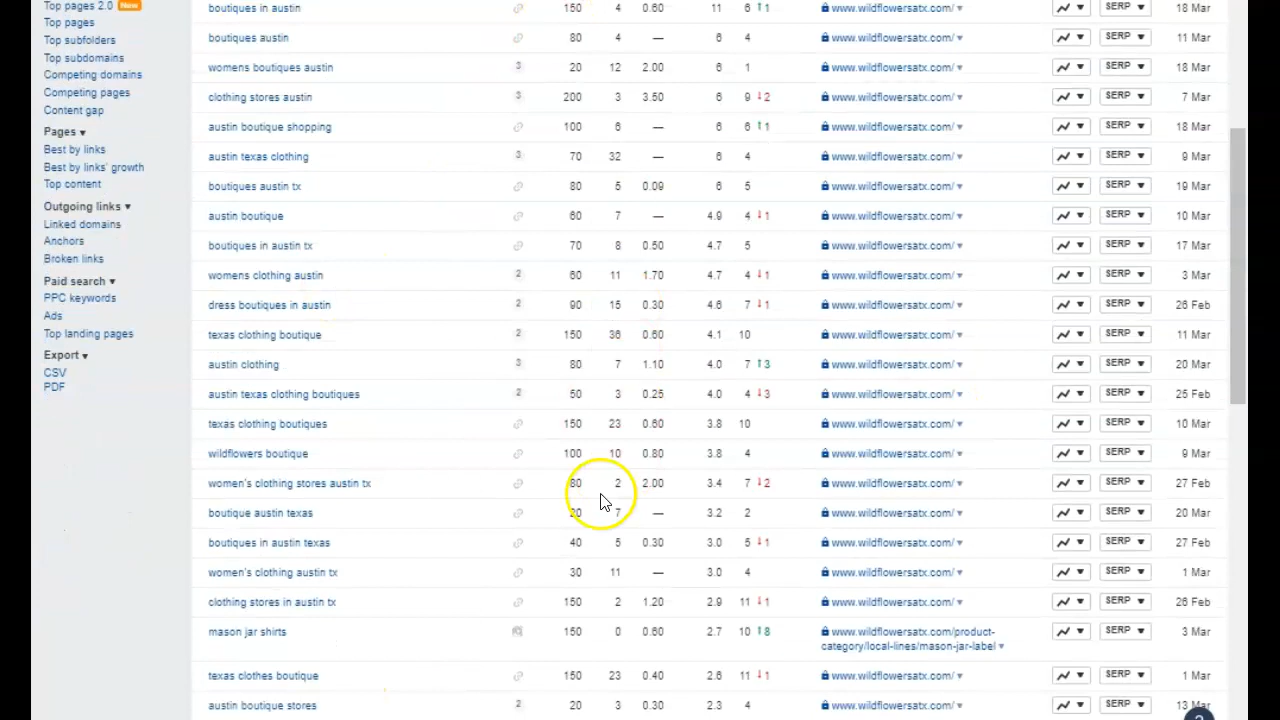 Top pages 2.0 New
Top pages
Top subfolders
Top subdomains
Competing domains
Competing pages
Content gap
Pages ▾
Best by links
Best by links' growth
Top content
Outgoing links ▾
Linked domains
Anchors
Broken links
Paid search ▾
PPC keywords
Ads
Top landing pages
Export ▾
CSV
PDF
boutiques in austin 150 4 0.60 11 6 ↑1 www.wildflowersatx.com/ ▾ SERP ▾ 18 Mar
boutiques austin 80 4 — 6 4 www.wildflowersatx.com/ ▾ SERP ▾ 11 Mar
womens boutiques austin 3 20 12 2.00 6 1 www.wildflowersatx.com/ ▾ SERP ▾ 18 Mar
clothing stores austin 3 200 3 3.50 6 9 ↓2 www.wildflowersatx.com/ ▾ SERP ▾ 7 Mar
austin boutique shopping 100 6 — 6 6 ↑1 www.wildflowersatx.com/ ▾ SERP ▾ 18 Mar
austin texas clothing 3 70 32 — 6 4 www.wildflowersatx.com/ ▾ SERP ▾ 9 Mar
boutiques austin tx 80 5 0.09 6 5 www.wildflowersatx.com/ ▾ SERP ▾ 19 Mar
austin boutique 60 7 — 4.9 4 ↓1 www.wildflowersatx.com/ ▾ SERP ▾ 10 Mar
boutiques in austin tx 70 8 0.50 4.7 5 www.wildflowersatx.com/ ▾ SERP ▾ 17 Mar
womens clothing austin 2 60 11 1.70 4.7 4 ↓1 www.wildflowersatx.com/ ▾ SERP ▾ 3 Mar
dress boutiques in austin 2 90 15 0.30 4.6 7 ↓1 www.wildflowersatx.com/ ▾ SERP ▾ 26 Feb
texas clothing boutique 2 150 36 0.60 4.1 10 www.wildflowersatx.com/ ▾ SERP ▾ 11 Mar
austin clothing 3 80 7 1.10 4.0 7 ↑3 www.wildflowersatx.com/ ▾ SERP ▾ 20 Mar
austin texas clothing boutiques 2 50 3 0.25 4.0 4 ↓3 www.wildflowersatx.com/ ▾ SERP ▾ 25 Feb
texas clothing boutiques 150 23 0.60 3.8 10 www.wildflowersatx.com/ ▾ SERP ▾ 10 Mar
wildflowers boutique 100 10 0.80 3.8 4 www.wildflowersatx.com/ ▾ SERP ▾ 9 Mar
women's clothing stores austin tx 80 2 2.00 3.4 7 ↓2 www.wildflowersatx.com/ ▾ SERP ▾ 27 Feb
boutique austin texas 20 7 — 3.2 2 www.wildflowersatx.com/ ▾ SERP ▾ 20 Mar
boutiques in austin texas 40 5 0.30 3.0 5 ↓1 www.wildflowersatx.com/ ▾ SERP ▾ 27 Feb
women's clothing austin tx 30 11 — 3.0 4 www.wildflowersatx.com/ ▾ SERP ▾ 1 Mar
clothing stores in austin tx 150 2 1.20 2.9 11 ↓1 www.wildflowersatx.com/ ▾ SERP ▾ 26 Feb
mason jar shirts 150 0 0.60 2.7 10 ↑8 www.wildflowersatx.com/product- SERP ▾ 3 Mar
category/local-lines/mason-jar-label ▾
texas clothes boutique 150 23 0.40 2.6 11 ↓1 www.wildflowersatx.com/ ▾ SERP ▾ 1 Mar
austin boutique stores 2 20 3 0.30 2.3 4 www.wildflowersatx.com/ ▾ SERP ▾ 13 Mar